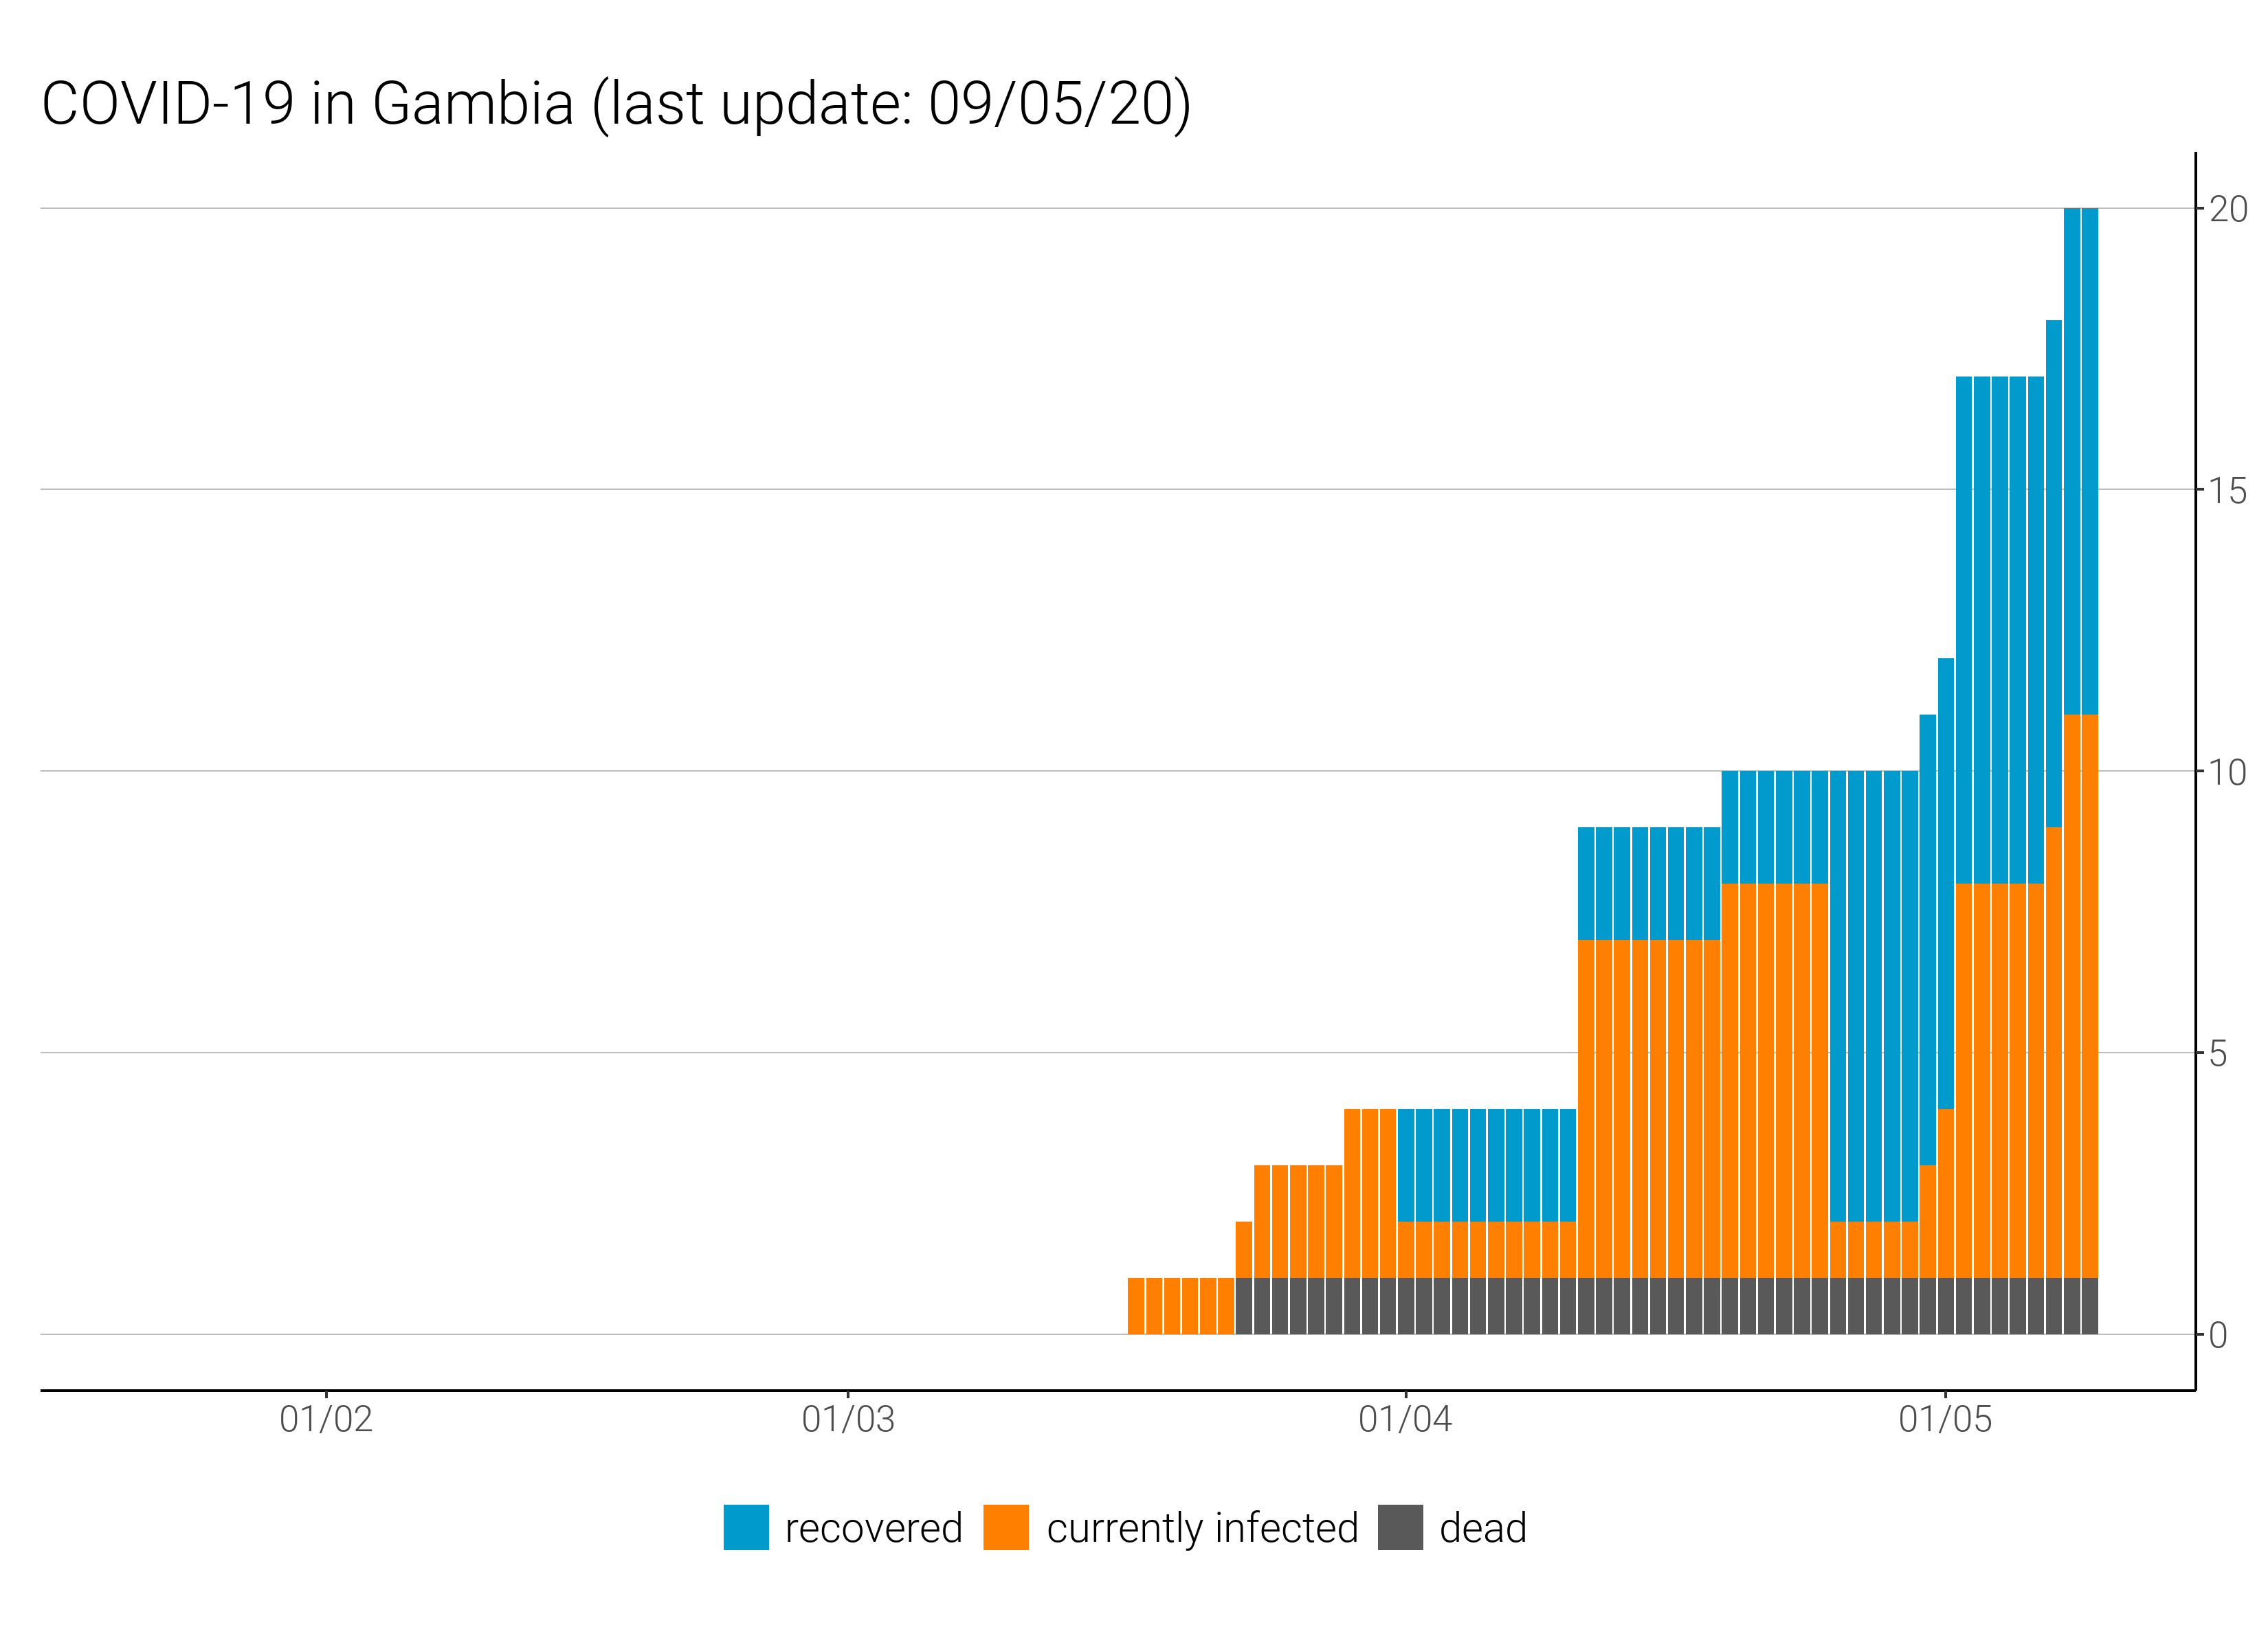 COVID-19 in Gambia (last update: 09/05/20)
20
15
10
5
0
01/02 01/03 01/04 01/05
recovered currently infected dead